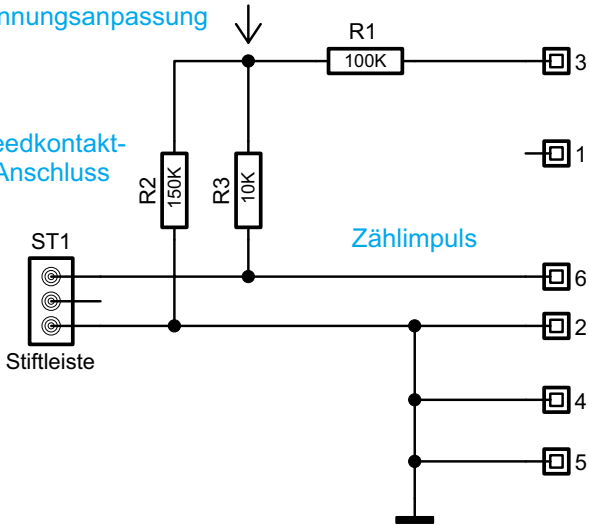 nnungsanpassung
R1
100K
3
eedkontakt-
Anschluss
1
R2
150K
R3
10K
ST1
Zählimpuls
6
2
Stiftleiste
4
5